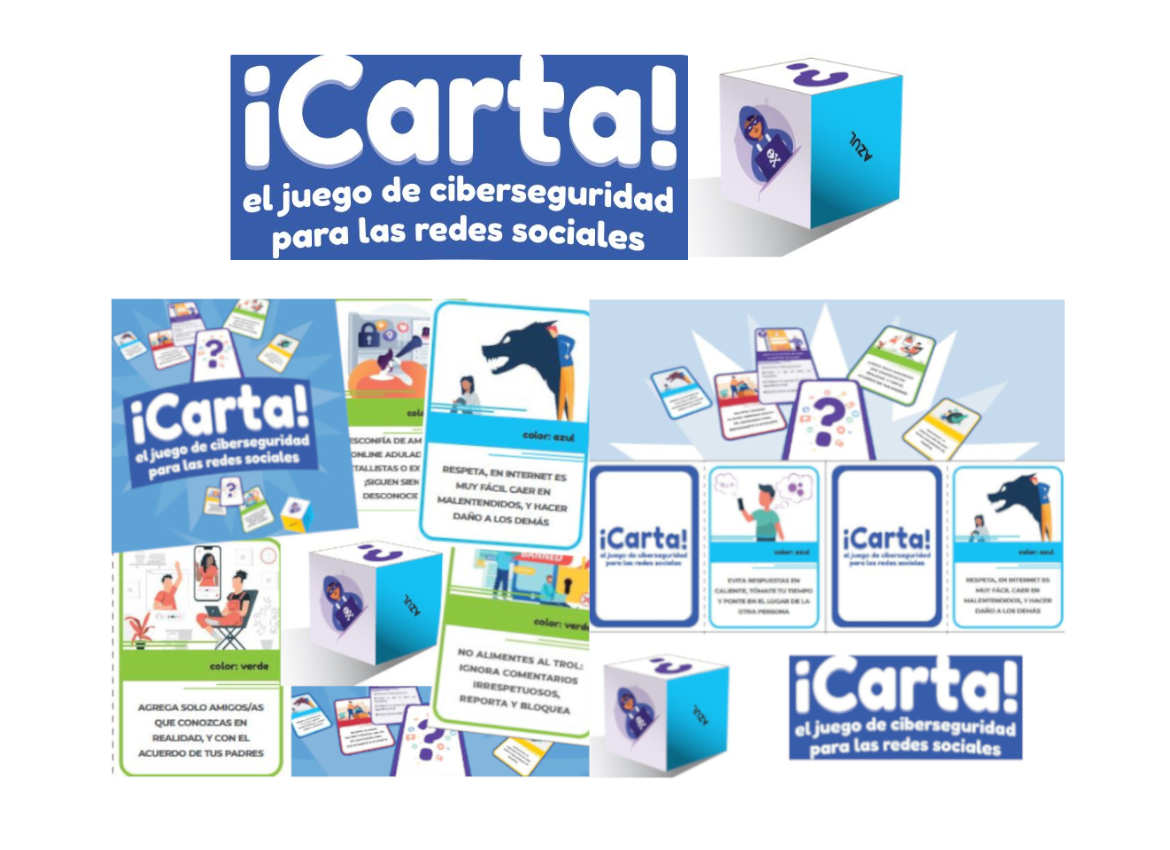 ¡Carta!
el juego de ciberseguridad
para las redes sociales
?
AZUL
¡Carta!
el juego de ciberseguridad
para las redes sociales
?
?
ONLINE
DESCONOCIE
color: azul
RESPETA, EN INTERNET ES
MUY FÁCIL CAER EN
MALENTENDIDOS, Y HACER
DAÑO A LOS DEMÁS
color: verde
AGREGA SOLO AMIGOS/AS
QUE CONOZCAS EN
REALIDAD, Y CON EL
ACUERDO DE TUS PADRES
?
AZUL
BANNED
color: verde
NO ALIMENTES AL TROL:
IGNORA COMENTARIOS
IRRESPETUOSOS,
REPORTA Y BLOQUEA
?
?
¡Carta!
el juego de ciberseguridad
para las redes sociales
color: azul
EVITA RESPUESTAS EN
CALIENTE, TÓMATE TU TIEMPO
Y PONTE EN EL LUGAR DE LA
OTRA PERSONA
¡Carta!
el juego de ciberseguridad
para las redes sociales
color: azul
RESPETA, EN INTERNET ES
MUY FÁCIL CAER EN
MALENTENDIDOS, Y HACER
DAÑO A LOS DEMÁS
?
AZUL
¡Carta!
el juego de ciberseguridad
para las redes sociales